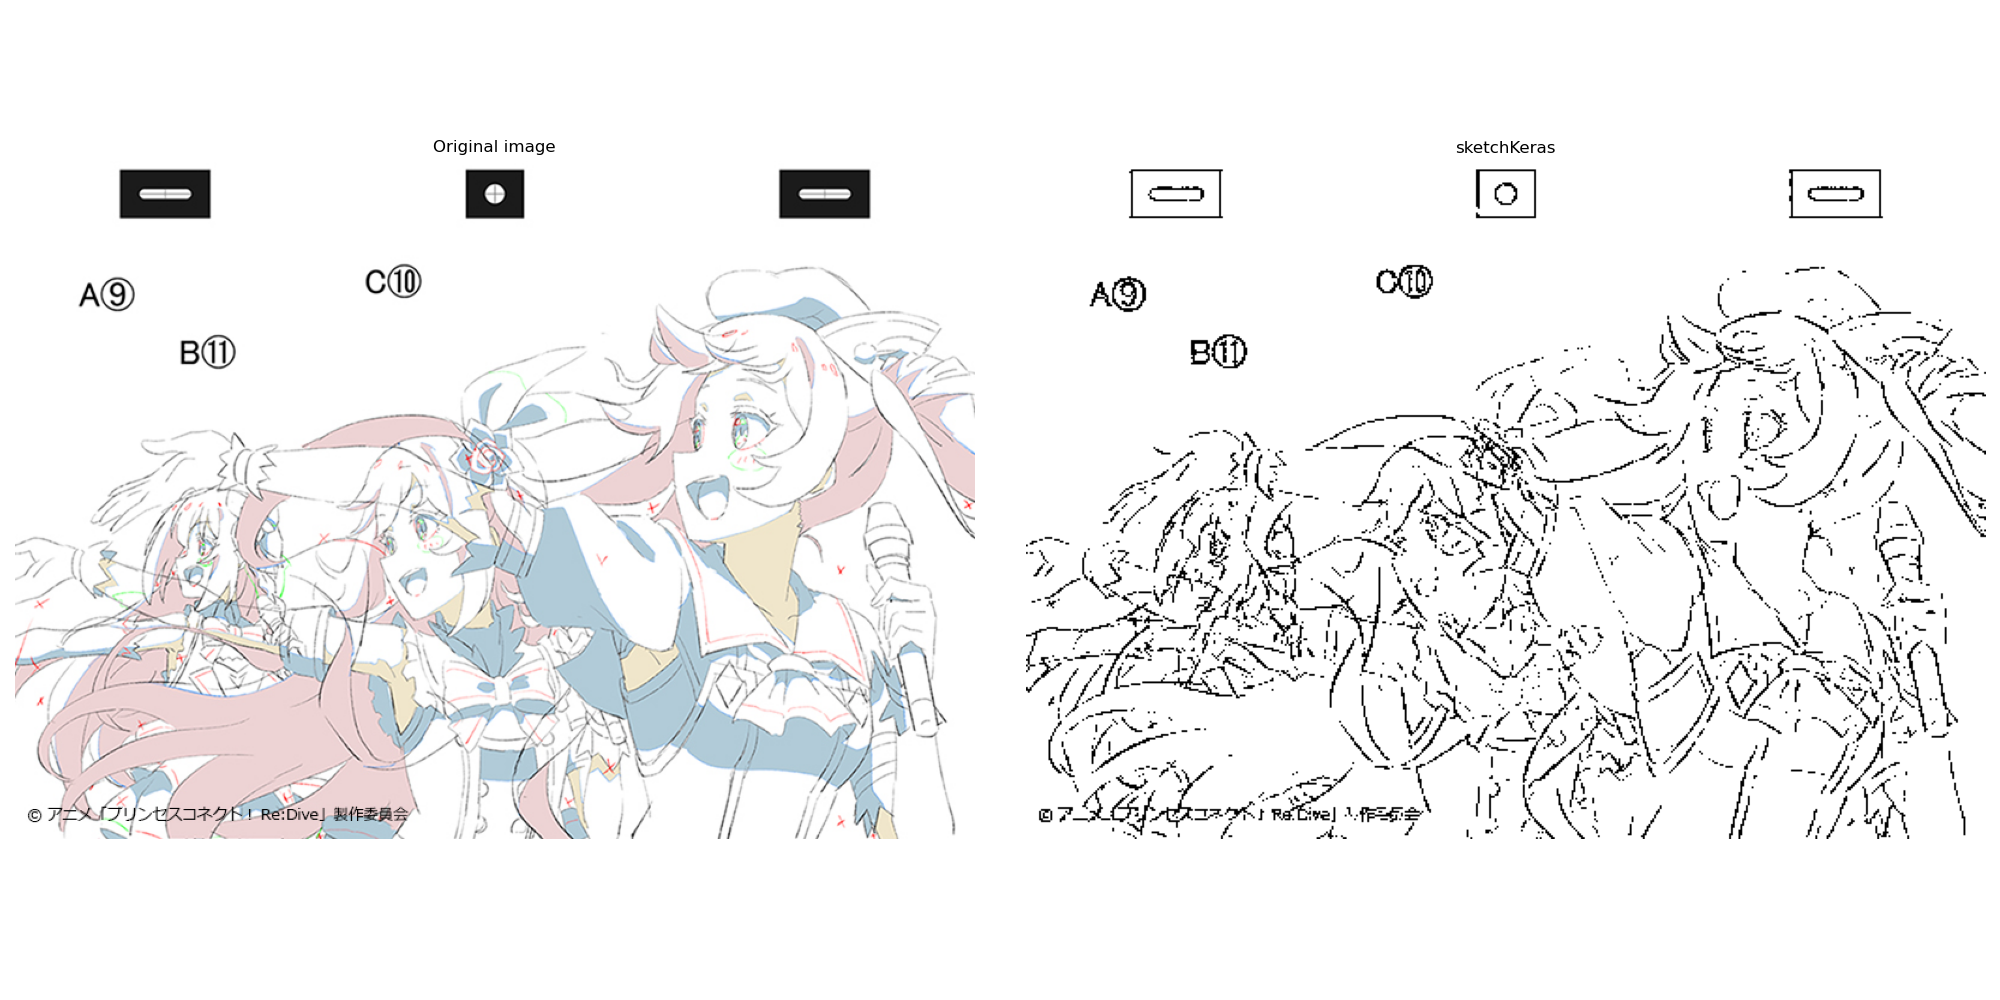 Original image
sketchKeras
A⑨
C⑩
B⑪
A⑨
C⑩
B⑪
© アニメ「プリンセスコネクト！Re:Dive」製作委員会